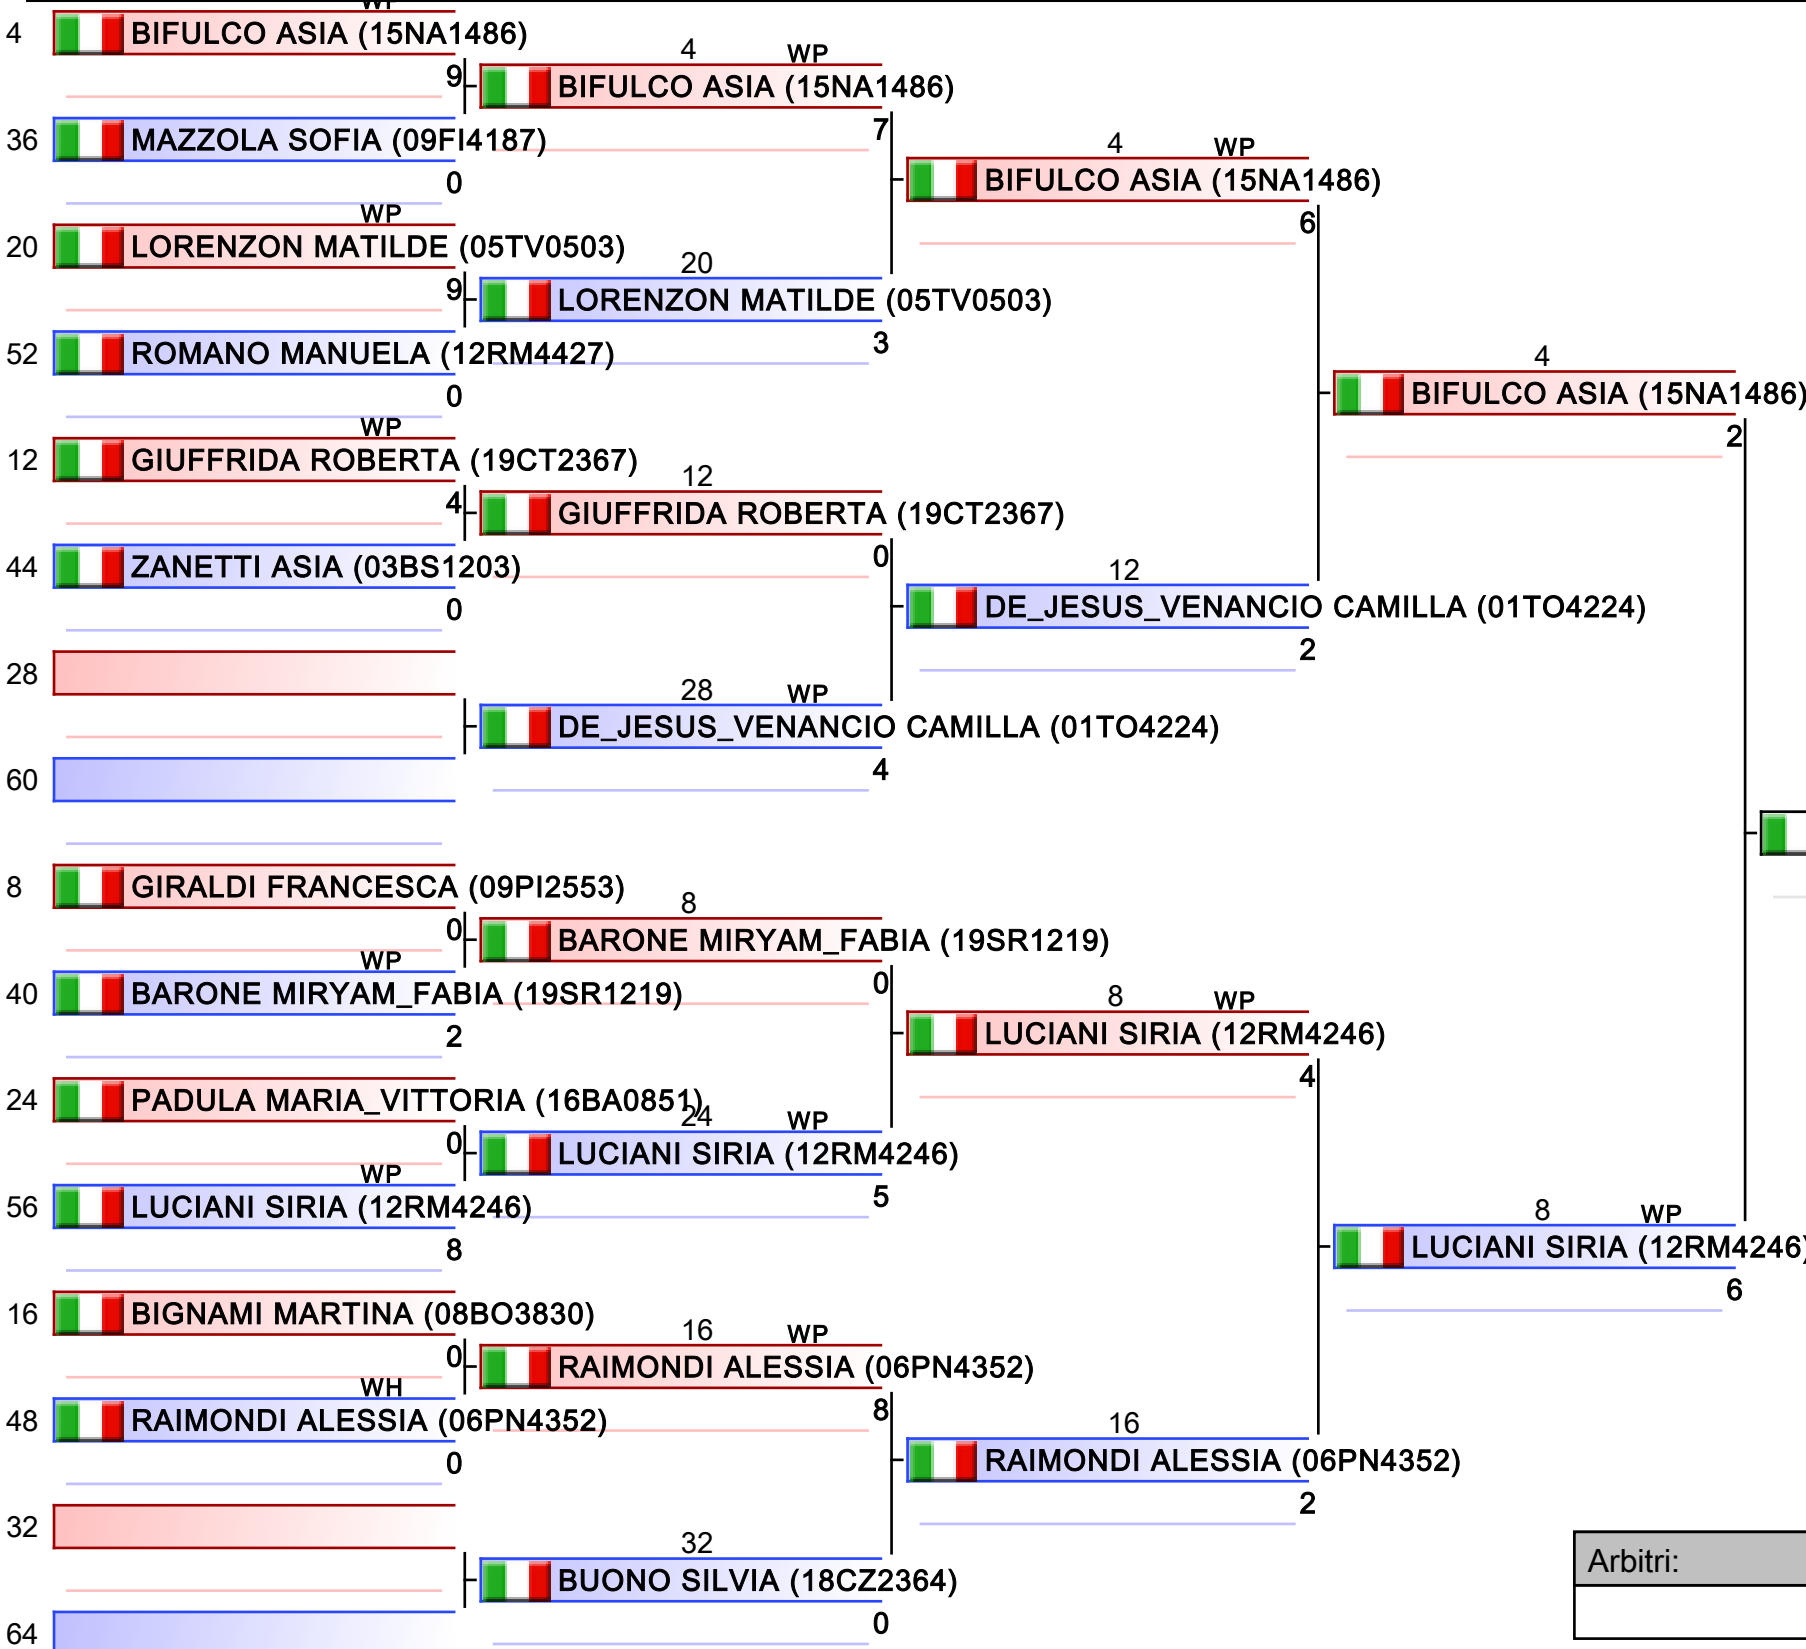 WP
4 BIFULCO ASIA (15NA1486)
9
4 WP
BIFULCO ASIA (15NA1486)
7
36 MAZZOLA SOFIA (09FI4187)
0
4 WP
BIFULCO ASIA (15NA1486)
6
WP
20 LORENZON MATILDE (05TV0503)
9
20
LORENZON MATILDE (05TV0503)
3
52 ROMANO MANUELA (12RM4427)
0
4
BIFULCO ASIA (15NA1486)
2
WP
12 GIUFFRIDA ROBERTA (19CT2367)
4
12
GIUFFRIDA ROBERTA (19CT2367)
0
44 ZANETTI ASIA (03BS1203)
0
12
DE_JESUS_VENANCIO CAMILLA (01TO4224)
2
28
28 WP
DE_JESUS_VENANCIO CAMILLA (01TO4224)
4
60
8 GIRALDI FRANCESCA (09PI2553)
0
8
BARONE MIRYAM_FABIA (19SR1219)
0
WP
40 BARONE MIRYAM_FABIA (19SR1219)
2
8 WP
LUCIANI SIRIA (12RM4246)
4
24 PADULA MARIA_VITTORIA (16BA0851)
0
24 WP
LUCIANI SIRIA (12RM4246)
5
WP
56 LUCIANI SIRIA (12RM4246)
8
8 WP
LUCIANI SIRIA (12RM4246)
6
16 BIGNAMI MARTINA (08BO3830)
0
16 WP
RAIMONDI ALESSIA (06PN4352)
8
WH
48 RAIMONDI ALESSIA (06PN4352)
0
16
RAIMONDI ALESSIA (06PN4352)
2
32
32
BUONO SILVIA (18CZ2364)
0
64
Arbitri: